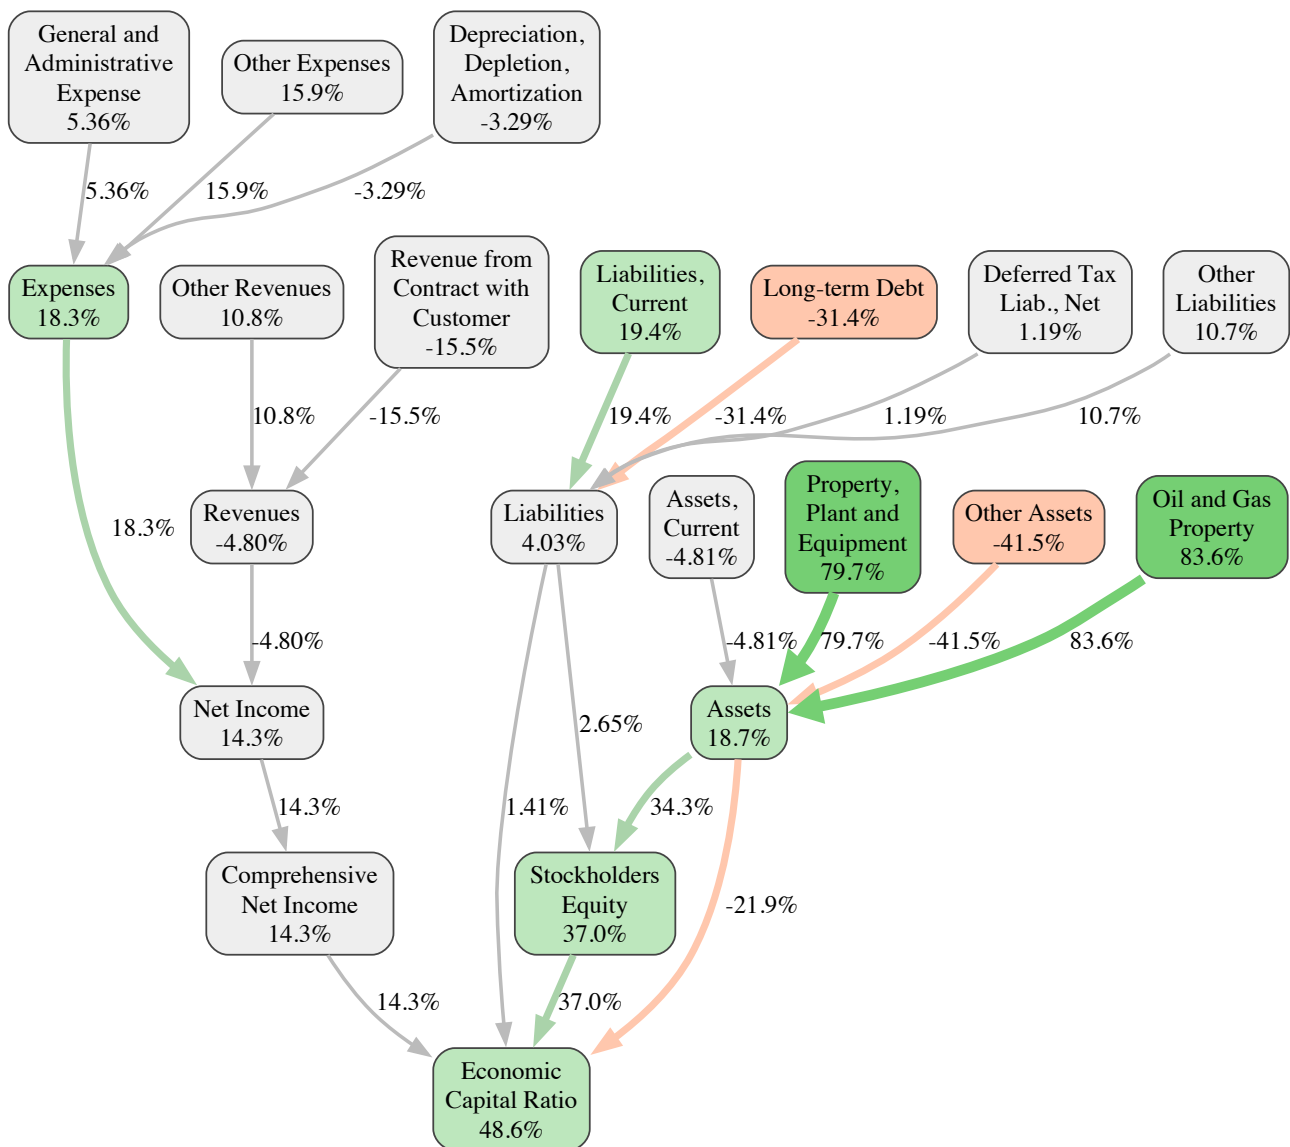 General and
Administrative
Expense
5.36%
Other Expenses
15.9%
Depreciation,
Depletion,
Amortization
-3.29%
5.36%
15.9%
-3.29%
Expenses
18.3%
Other Revenues
10.8%
Revenue from
Contract with
Customer
-15.5%
Liabilities,
Current
19.4%
Long-term Debt
-31.4%
Deferred Tax
Liab., Net
1.19%
Other
Liabilities
10.7%
10.8%
-15.5%
19.4%
-31.4%
1.19%
10.7%
18.3%
Revenues
-4.80%
Liabilities
4.03%
Assets,
Current
-4.81%
Property,
Plant and
Equipment
79.7%
Other Assets
-41.5%
Oil and Gas
Property
83.6%
-4.80%
-4.81%
79.7%
-41.5%
83.6%
Net Income
14.3%
2.65%
Assets
18.7%
14.3%
1.41%
34.3%
Comprehensive
Net Income
14.3%
Stockholders
Equity
37.0%
-21.9%
14.3%
37.0%
Economic
Capital Ratio
48.6%